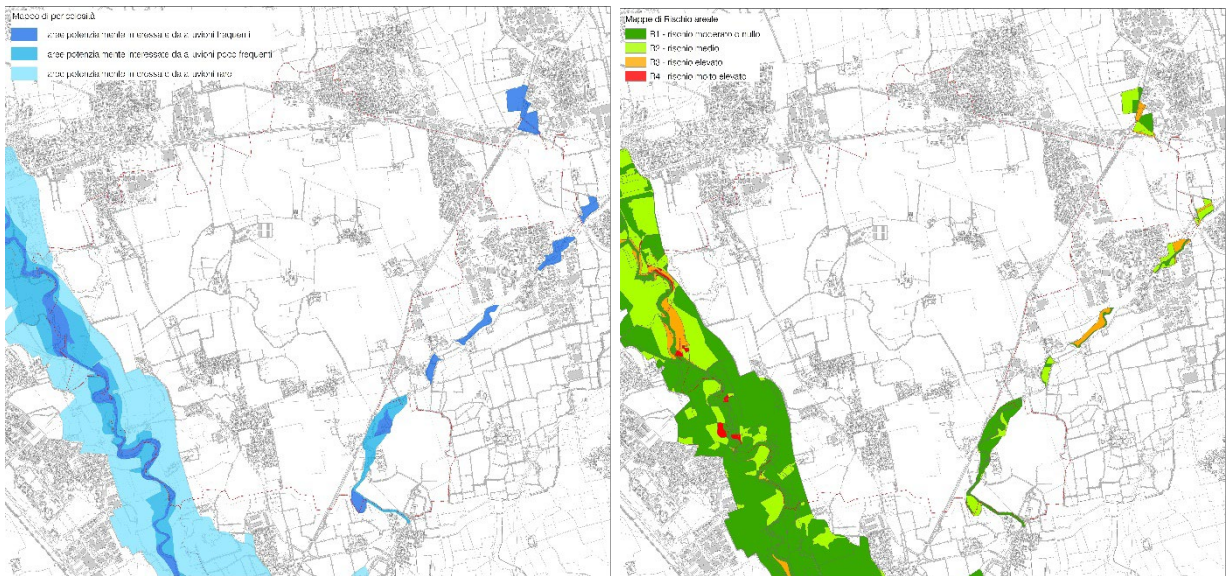 Mappe di pericolosità
aree potenzialmente interessate da alluvioni frequenti
aree potenzialmente interessate da alluvioni poco frequenti
aree potenzialmente interessate da alluvioni rare
Mappe di Rischio areale
R1 - rischio moderato o nullo
R2 - rischio medio
R3 - rischio elevato
R4 - rischio molto elevato